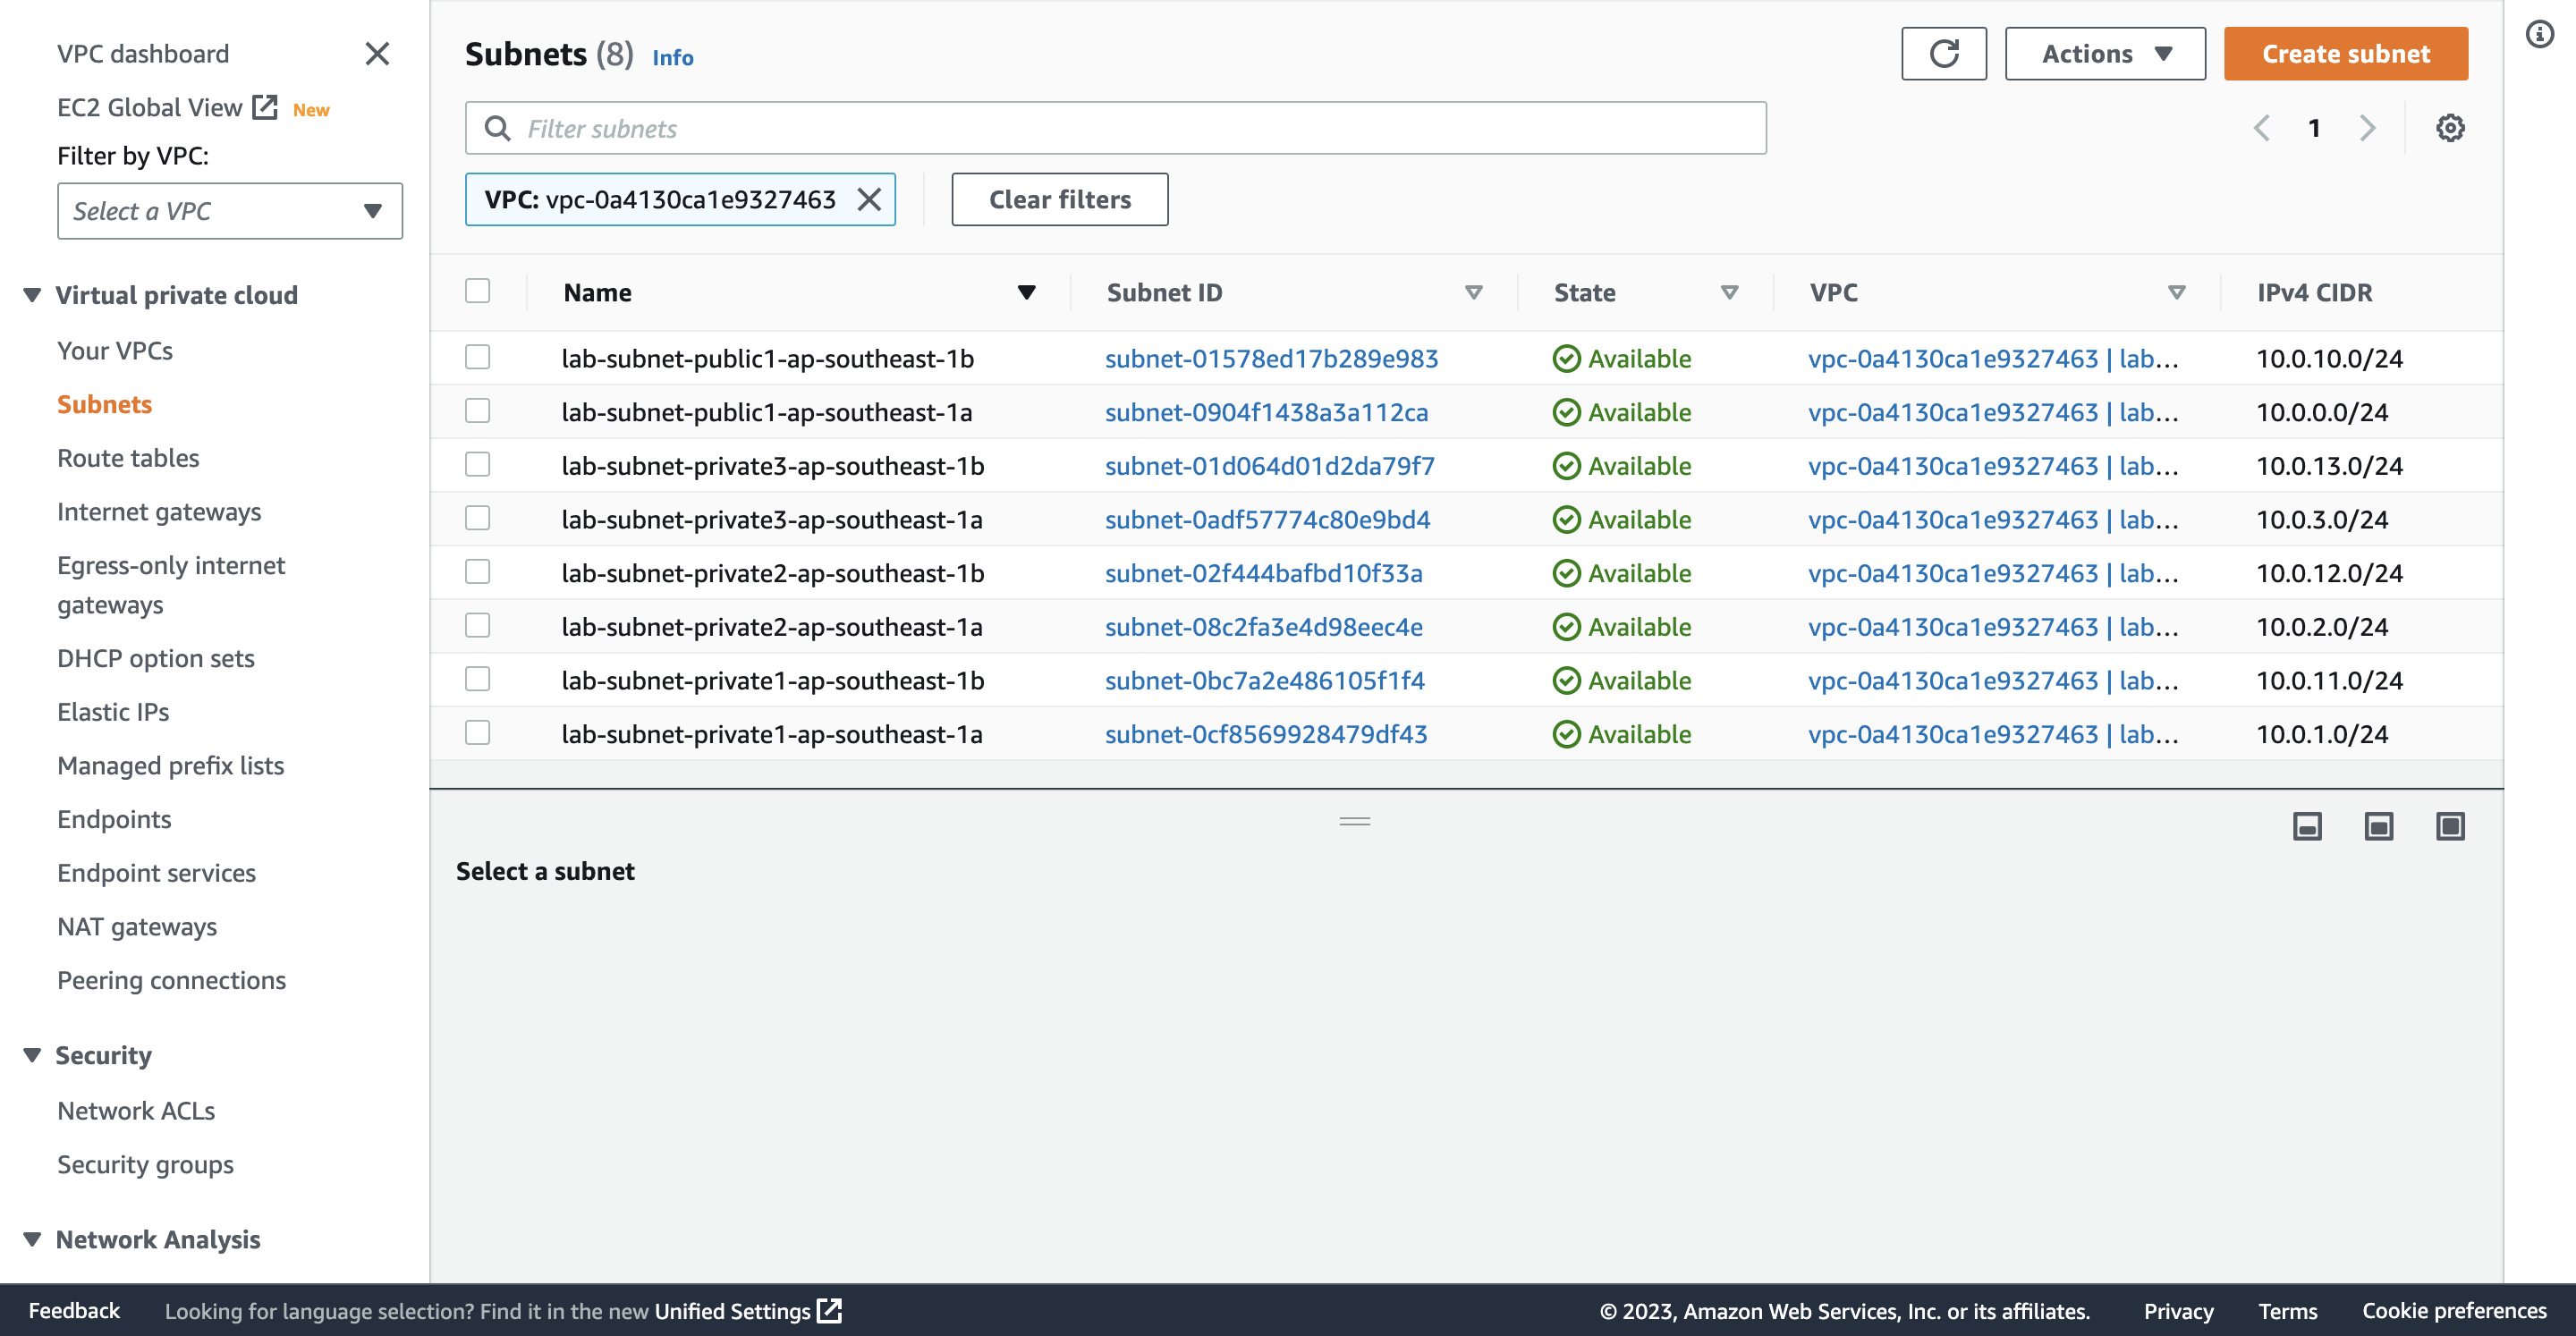 VPC dashboard
EC2 Global View New
Filter by VPC:
Select a VPC
Virtual private cloud
Your VPCs
Subnets
Route tables
Internet gateways
Egress-only internet
gateways
DHCP option sets
Elastic IPs
Managed prefix lists
Endpoints
Endpoint services
NAT gateways
Peering connections
Security
Network ACLs
Security groups
Network Analysis
Subnets (8) Info
Actions
Create subnet
Filter subnets
1
VPC: vpc-0a4130ca1e9327463
Clear filters
Name Subnet ID State VPC IPv4 CIDR
lab-subnet-public1-ap-southeast-1b subnet-01578ed17b289e983 Available vpc-0a4130ca1e9327463 | lab... 10.0.10.0/24
lab-subnet-public1-ap-southeast-1a subnet-0904f1438a3a112ca Available vpc-0a4130ca1e9327463 | lab... 10.0.0.0/24
lab-subnet-private3-ap-southeast-1b subnet-01d064d01d2da79f7 Available vpc-0a4130ca1e9327463 | lab... 10.0.13.0/24
lab-subnet-private3-ap-southeast-1a subnet-0adf57774c80e9bd4 Available vpc-0a4130ca1e9327463 | lab... 10.0.3.0/24
lab-subnet-private2-ap-southeast-1b subnet-02f444bafbd10f33a Available vpc-0a4130ca1e9327463 | lab... 10.0.12.0/24
lab-subnet-private2-ap-southeast-1a subnet-08c2fa3e4d98eec4e Available vpc-0a4130ca1e9327463 | lab... 10.0.2.0/24
lab-subnet-private1-ap-southeast-1b subnet-0bc7a2e486105f1f4 Available vpc-0a4130ca1e9327463 | lab... 10.0.11.0/24
lab-subnet-private1-ap-southeast-1a subnet-0cf8569928479df43 Available vpc-0a4130ca1e9327463 | lab... 10.0.1.0/24
Select a subnet
Feedback Looking for language selection? Find it in the new Unified Settings © 2023, Amazon Web Services, Inc. or its affiliates. Privacy Terms Cookie preferences